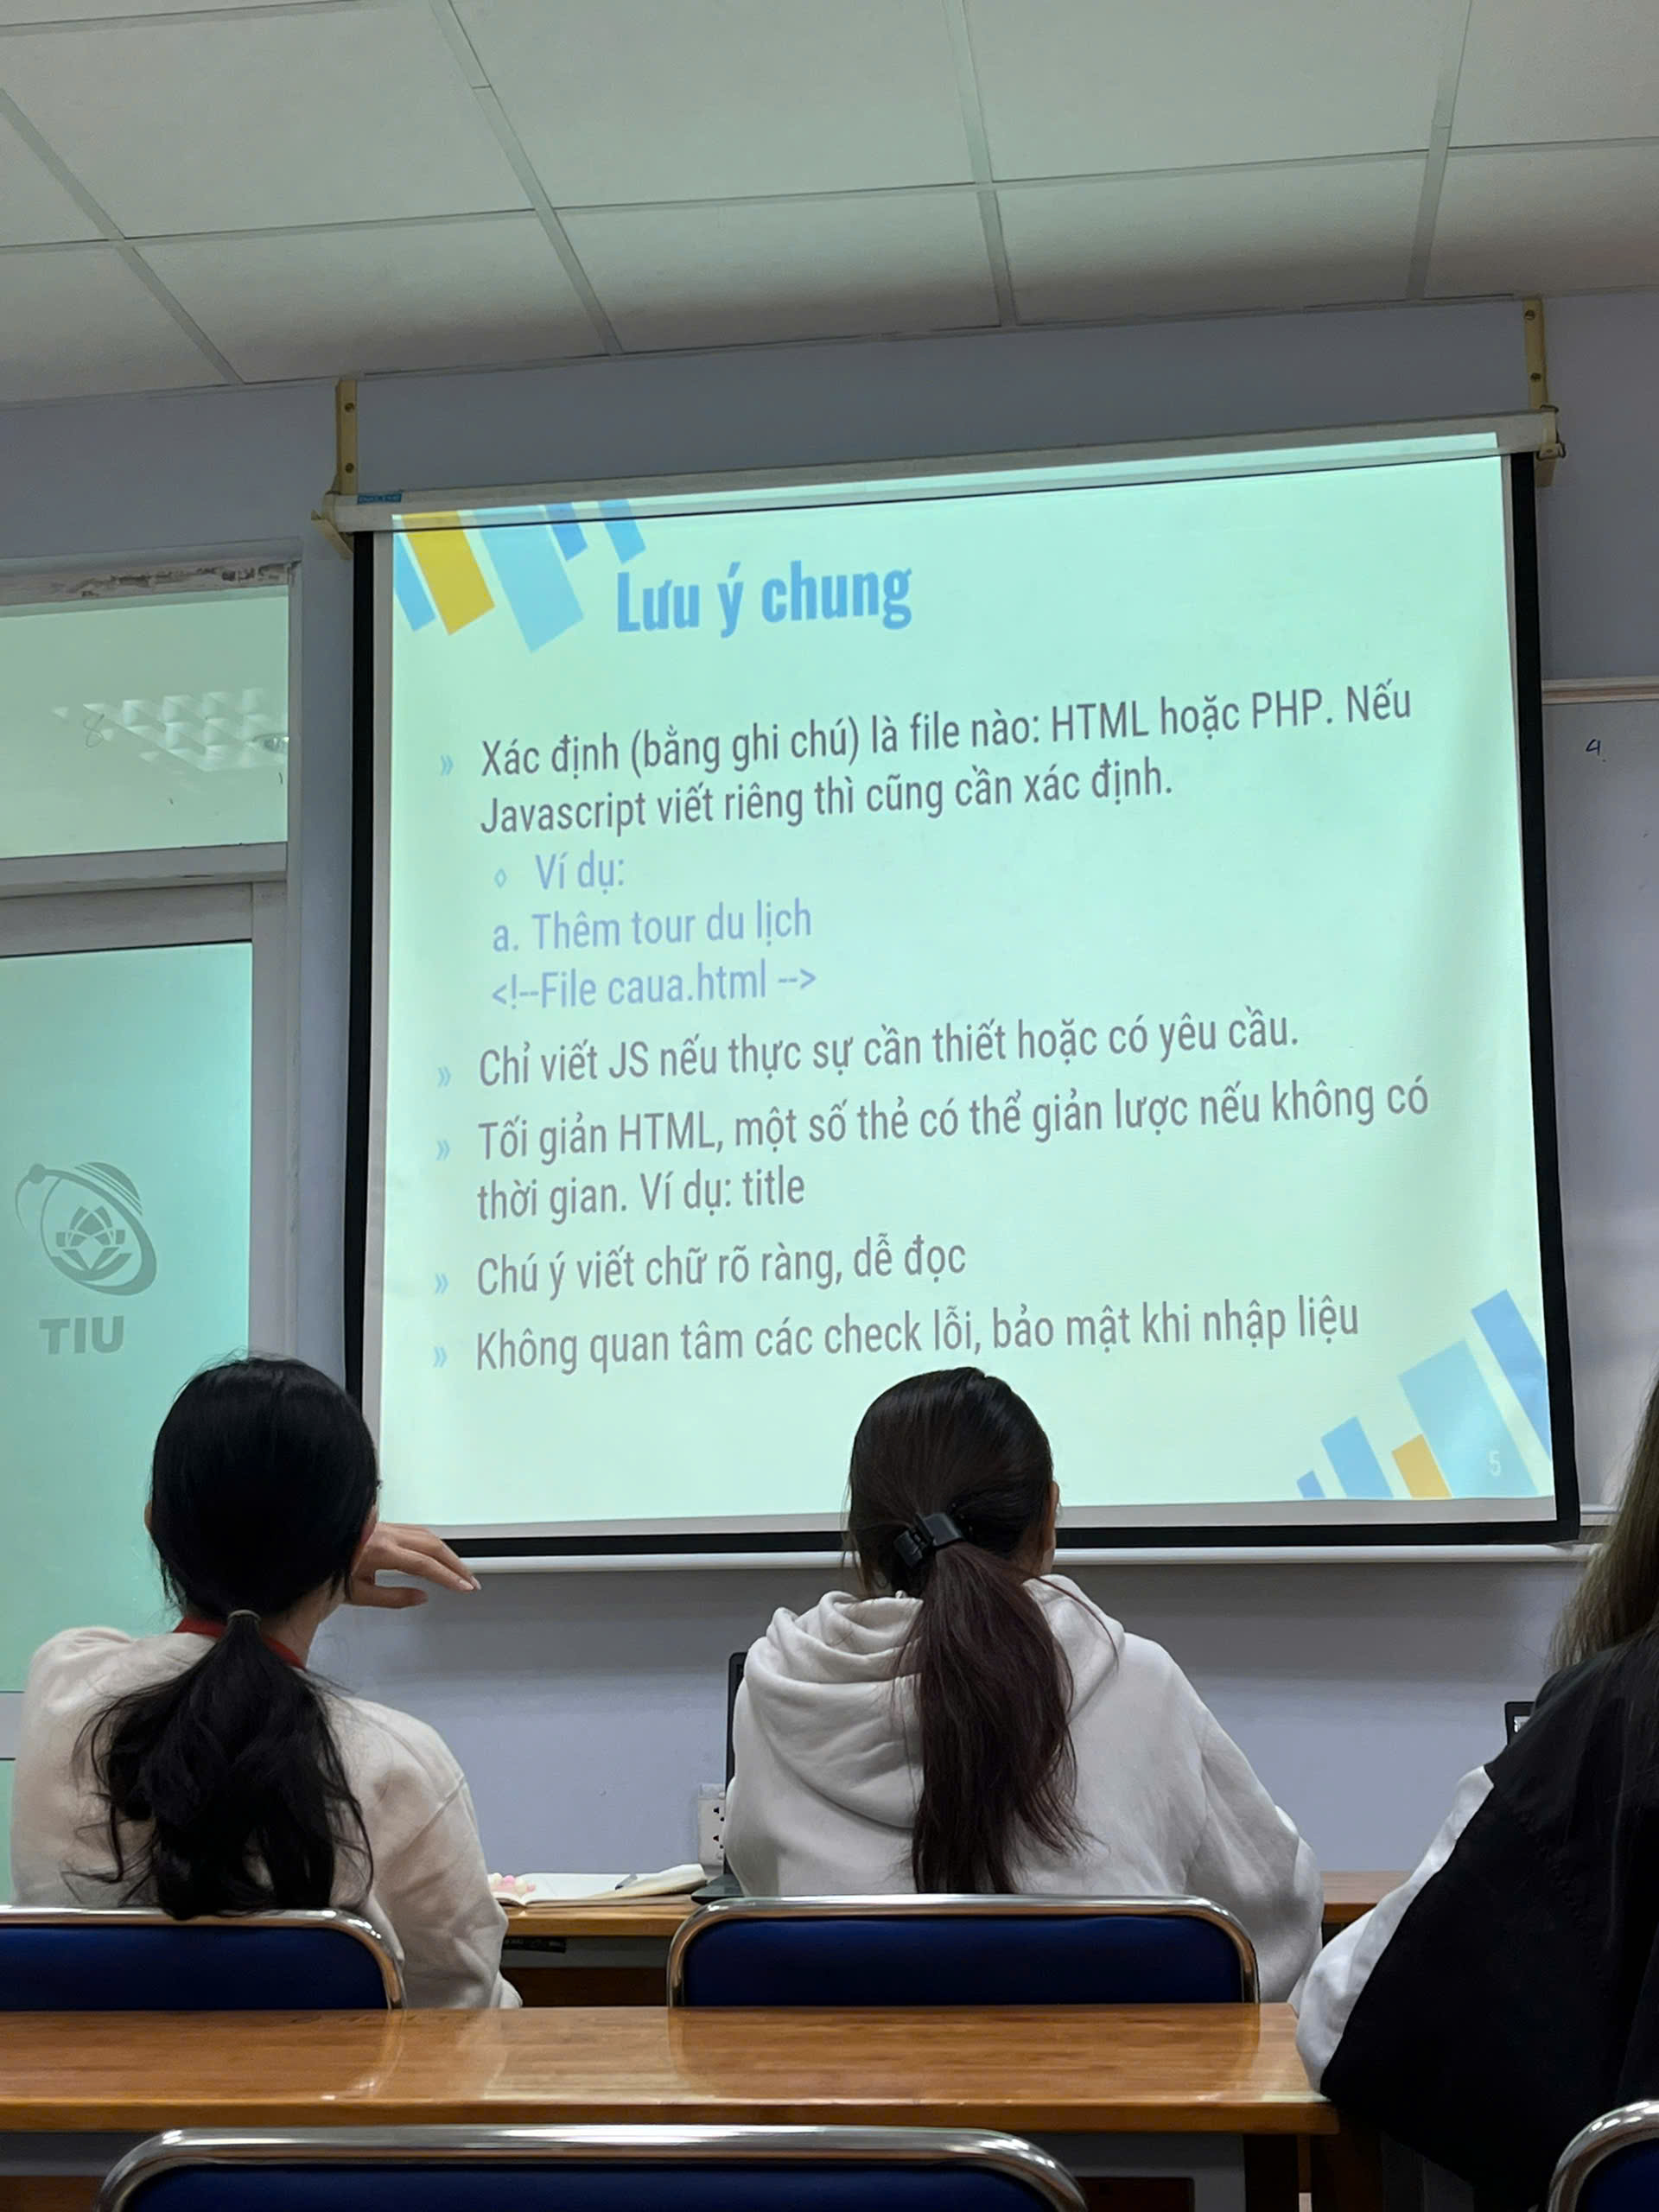 Lưu ý chung
» Xác định (bằng ghi chú) là file nào: HTML hoặc PHP. Nếu
Javascript viết riêng thì cũng cần xác định.
◇ Ví dụ:
a. Thêm tour du lịch
<!--File caua.html -->
» Chỉ viết JS nếu thực sự cần thiết hoặc có yêu cầu.
» Tối giản HTML, một số thẻ có thể giản lược nếu không có
thời gian. Ví dụ: title
» Chú ý viết chữ rõ ràng, dễ đọc
» Không quan tâm các check lỗi, bảo mật khi nhập liệu
5
TIU